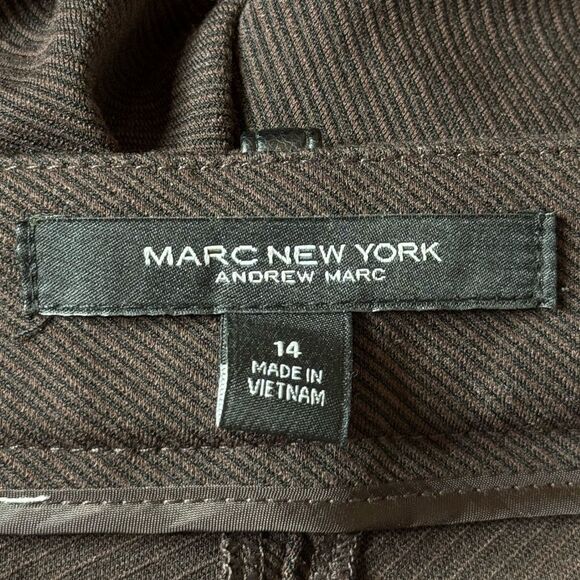 MARC NEW YORK
ANDREW MARC
14
MADE IN
VIETNAM